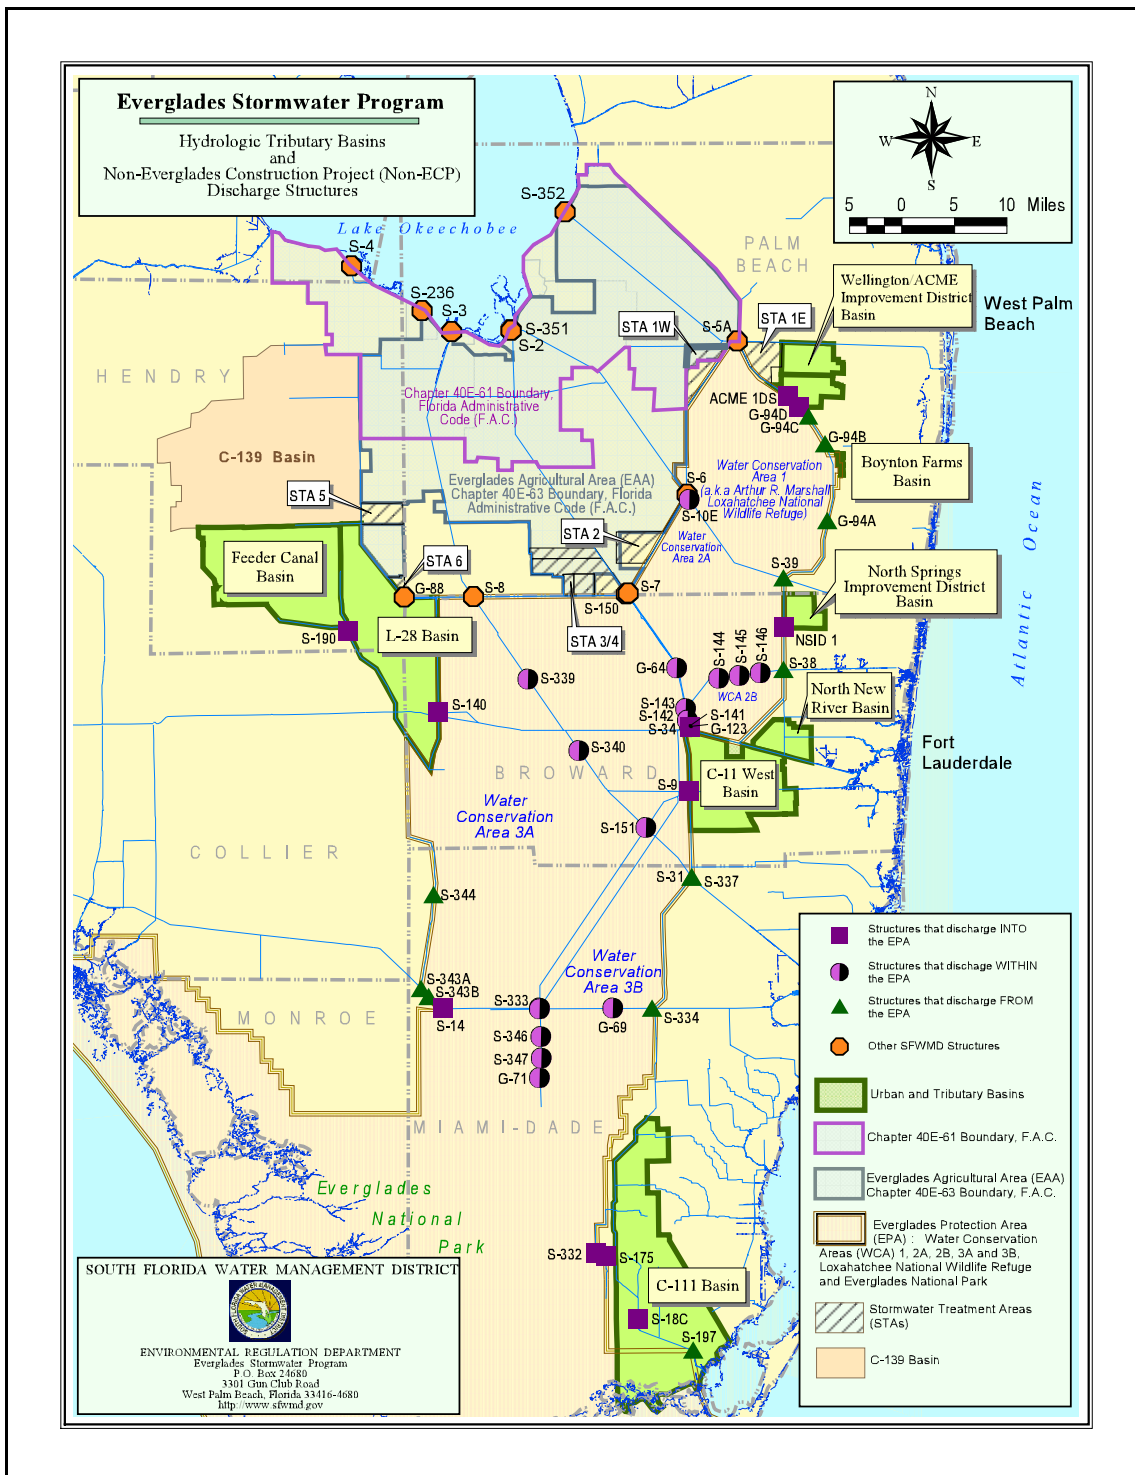 Everglades Stormwater Program
Hydrologic Tributary Basins
and
Non-Everglades Construction Project (Non-ECP)
Discharge Structures
N
W
E
S
5 0 5 10 Miles
S-352
Lake Okeechobee
S-4
PALM
BEACH
Wellington/ACME
Improvement District
Basin
West Palm
Beach
S-236
S-3
S-351
S-2
STA 1W
S-5A
STA 1E
HENDRY
Chapter 40E-61 Boundary,
Florida Administrative
Code (F.A.C.)
ACME 1DS
G-94D
G-94C
G-94B
C-139 Basin
Everglades Agricultural Area (EAA)
Chapter 40E-63 Boundary, Florida
Administrative Code (F.A.C.)
Water Conservation
Area 1
(a.k.a Arthur R. Marshall
Loxahatchee National
Wildlife Refuge)
S-6
S-10E
Boynton Farms
Basin
STA 5
G-94A
STA 2
Water
Conservation
Area 2A
Atlantic Ocean
Feeder Canal
Basin
STA 6
G-88
S-8
S-7
S-150
S-39
North Springs
Improvement District
Basin
S-190
L-28 Basin
STA 3/4
NSID 1
S-144
S-145
S-146
G-64
S-339
S-38
WCA 2B
North New
River Basin
S-140
S-143
S-142
S-141
S-34
G-123
S-340
Fort
Lauderdale
BROWARD
C-11 West
Basin
S-9
Water
Conservation
Area 3A
S-151
COLLIER
S-31
S-337
S-344
Water
Conservation
Area 3B
S-343A
S-343B
S-14
S-333
G-69
S-334
MONROE
S-346
S-347
G-71
MIAMI-DADE
Everglades
National
Park
S-332
S-175
C-111 Basin
S-18C
S-197
Structures that discharge INTO
the EPA
Structures that dischage WITHIN
the EPA
Structures that discharge FROM
the EPA
Other SFWMD Structures
Urban and Tributary Basins
Chapter 40E-61 Boundary, F.A.C.
Everglades Agricultural Area (EAA)
Chapter 40E-63 Boundary, F.A.C.
Everglades Protection Area
(EPA) : Water Conservation
Areas (WCA) 1, 2A, 2B, 3A and 3B,
Loxahatchee National Wildlife Refuge
and Everglades National Park
Stormwater Treatment Areas
(STAs)
C-139 Basin
SOUTH FLORIDA WATER MANAGEMENT DISTRICT
ENVIRONMENTAL REGULATION DEPARTMENT
Everglades Stormwater Program
P.O. Box 24680
3301 Gun Club Road
West Palm Beach, Florida 33416-4680
http://www.sfwmd.gov